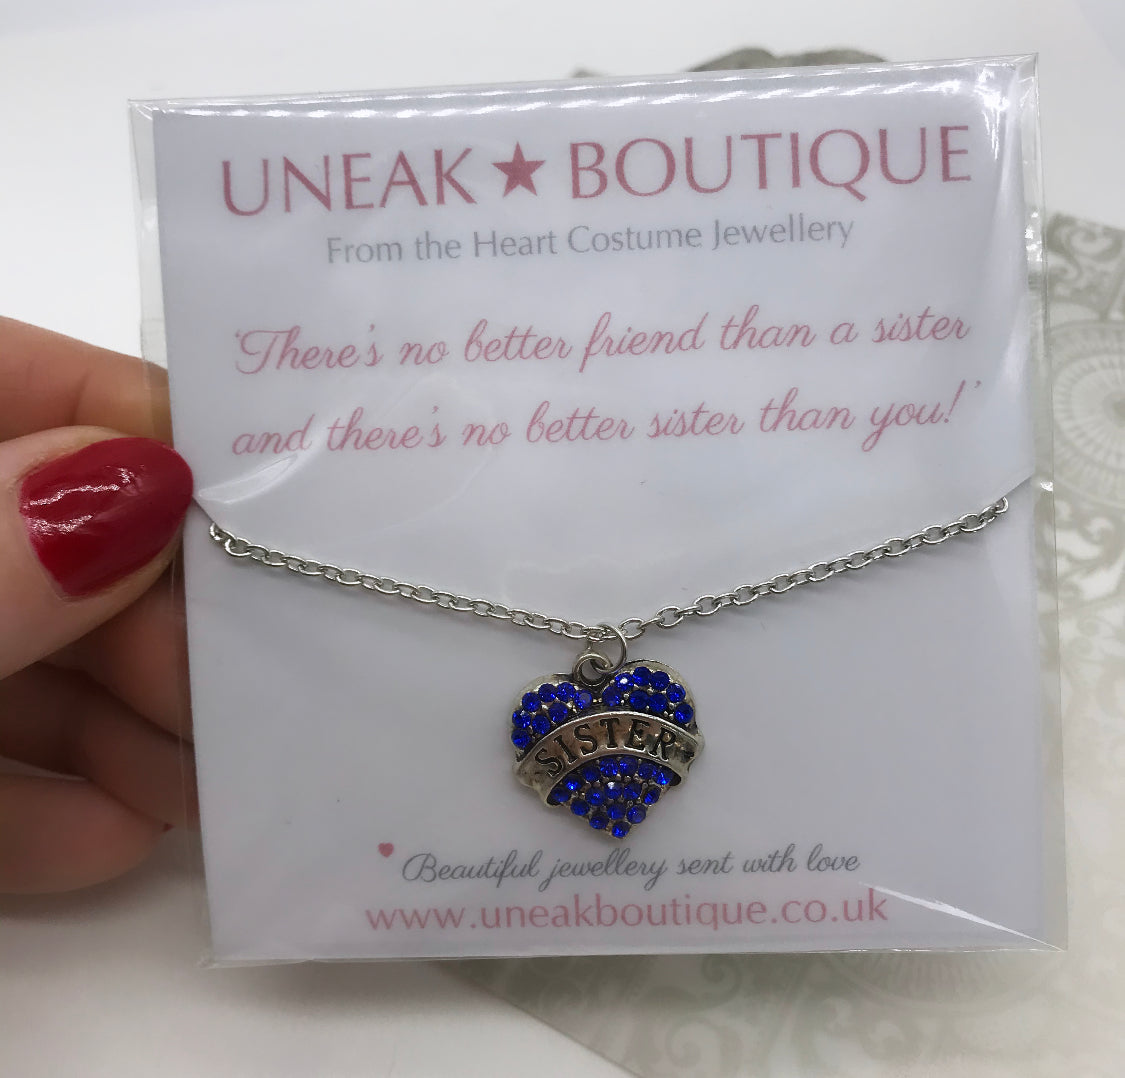 UNEAK ★ BOUTIQUE
From the Heart Costume Jewellery
'There's no better friend than a sister
and there's no better sister than you!'
SISTER
Beautiful jewellery sent with love
www.uneakboutique.co.uk